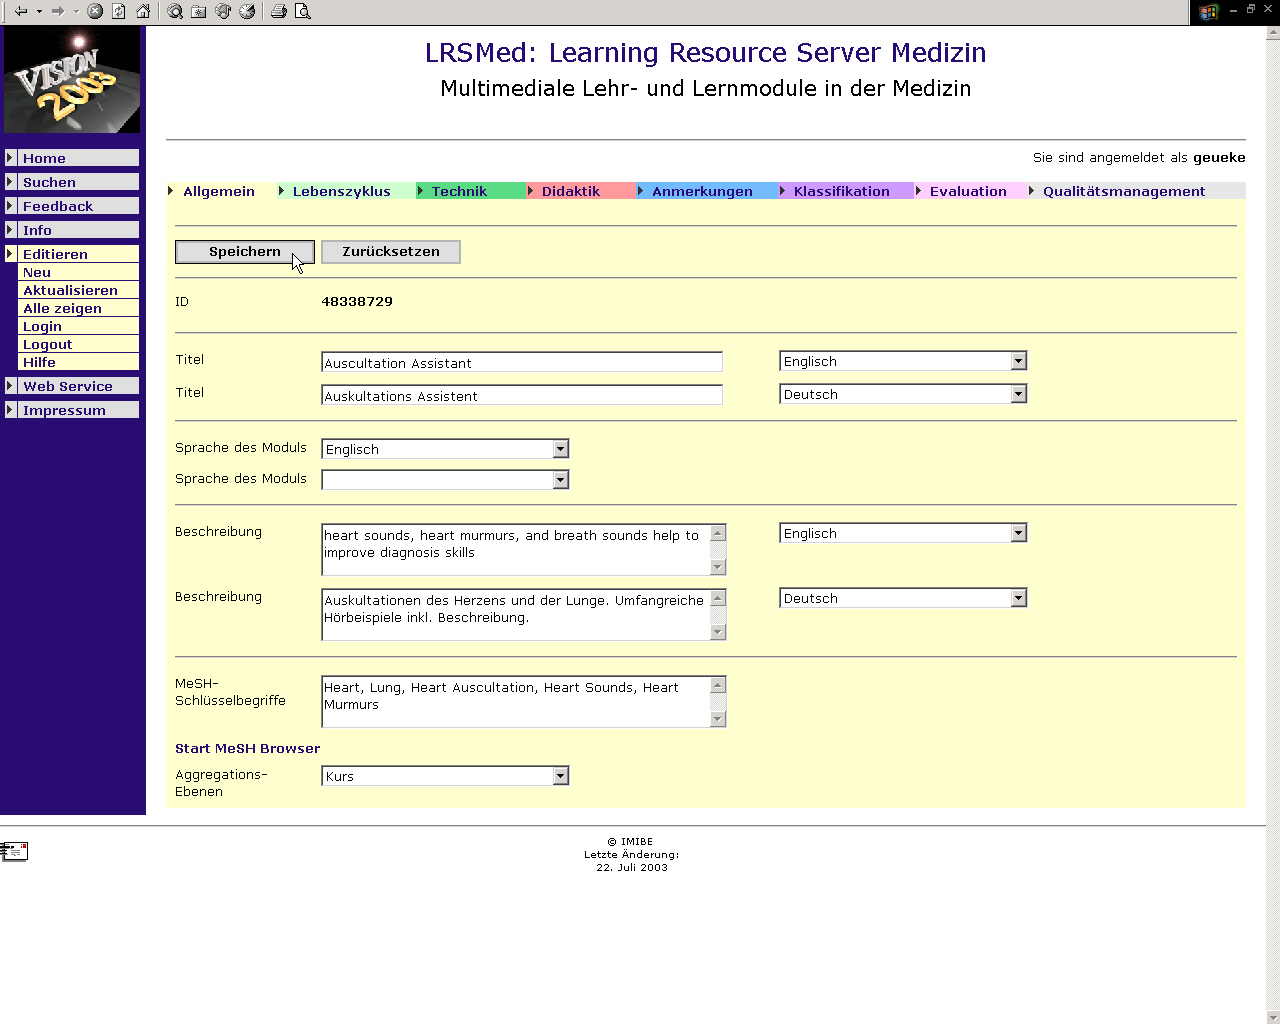 LRSMed: Learning Resource Server Medizin
Multimediale Lehr- und Lernmodule in der Medizin
VISION
2003
Home
Suchen
Feedback
Info
Editieren
Neu
Aktualisieren
Alle zeigen
Login
Logout
Hilfe
Web Service
Impressum
Sie sind angemeldet als geueke
Allgemein Lebenszyklus Technik Didaktik Anmerkungen Klassifikation Evaluation Qualitätsmanagement
Speichern Zurücksetzen
ID 48338729
Titel Auscultation Assistant Englisch
Titel Auskultations Assistent Deutsch
Sprache des Moduls Englisch
Sprache des Moduls
Beschreibung heart sounds, heart murmurs, and breath sounds help to Englisch
improve diagnosis skills
Beschreibung Auskultationen des Herzens und der Lunge. Umfangreiche Deutsch
Hörbeispiele inkl. Beschreibung.
MeSH- Heart, Lung, Heart Auscultation, Heart Sounds, Heart
Schlüsselbegriffe Murmurs
Start MeSH Browser
Aggregations- Kurs
Ebenen
© IMIBE
Letzte Änderung:
22. Juli 2003